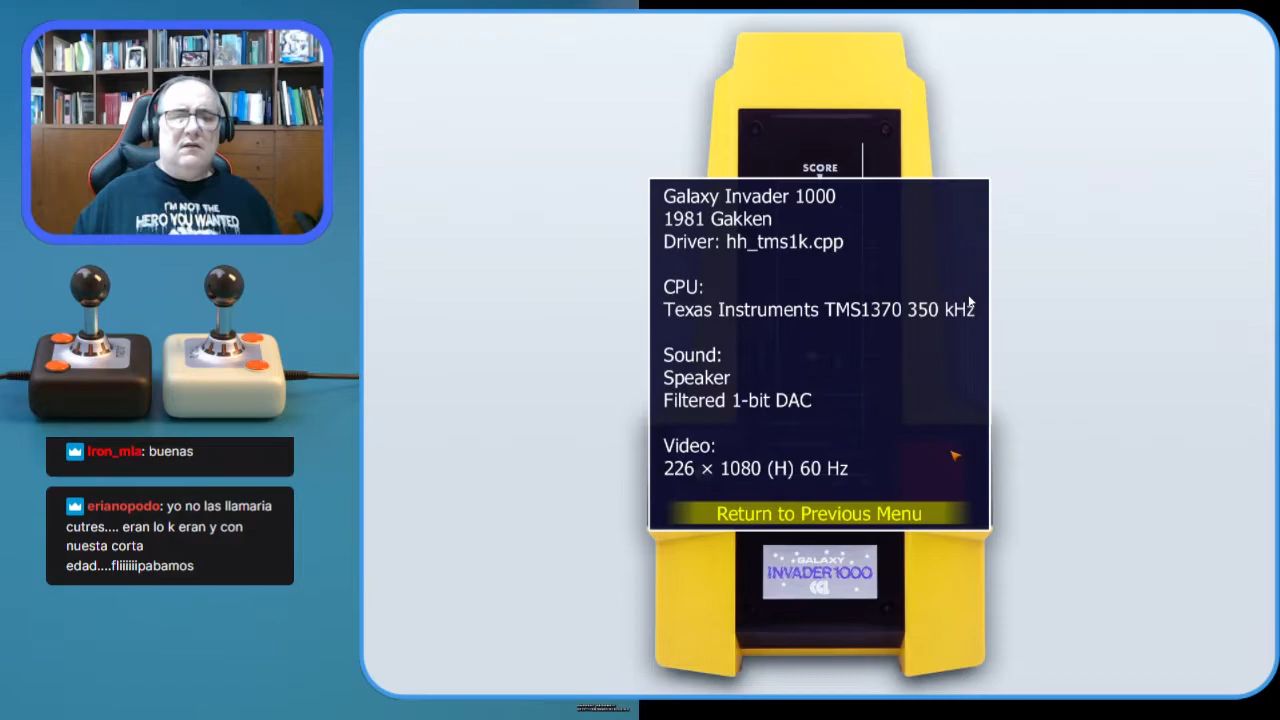 I'M NOT THE
HERO YOU WANTED
Iron_mla: buenas
erianopodo: yo no las llamaria
cutres.... eran lo k eran y con
nuesta corta
edad....fliiiiiipabamos
SCORE
Galaxy Invader 1000
1981 Gakken
Driver: hh_tms1k.cpp
CPU:
Texas Instruments TMS1370 350 kHz
Sound:
Speaker
Filtered 1-bit DAC
Video:
226 × 1080 (H) 60 Hz
Return to Previous Menu
GALAXY
INVADER1000